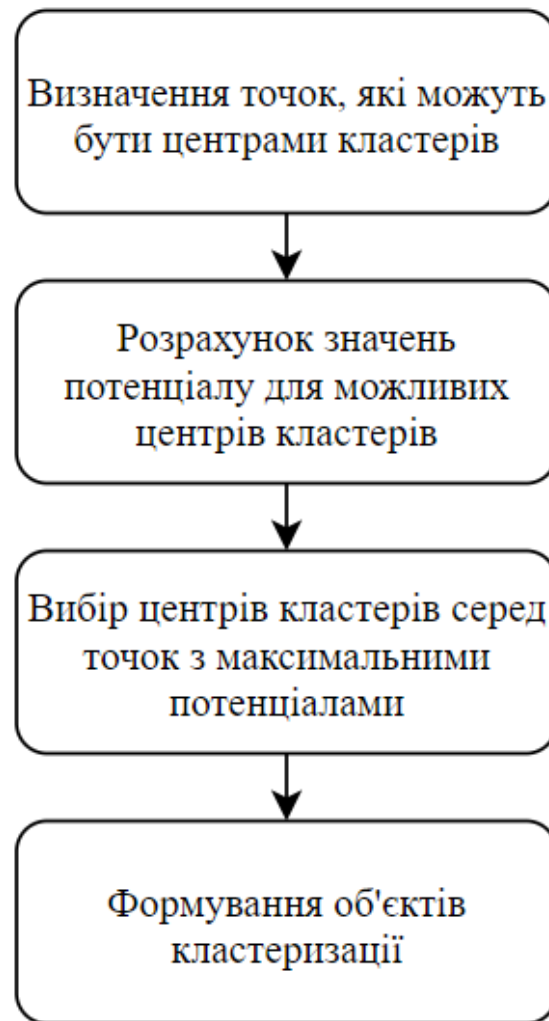 Визначення точок, які можуть
бути центрами кластерів
Розрахунок значень
потенціалу для можливих
центрів кластерів
Вибір центрів кластерів серед
точок з максимальними
потенціалами
Формування об'єктів
кластеризації